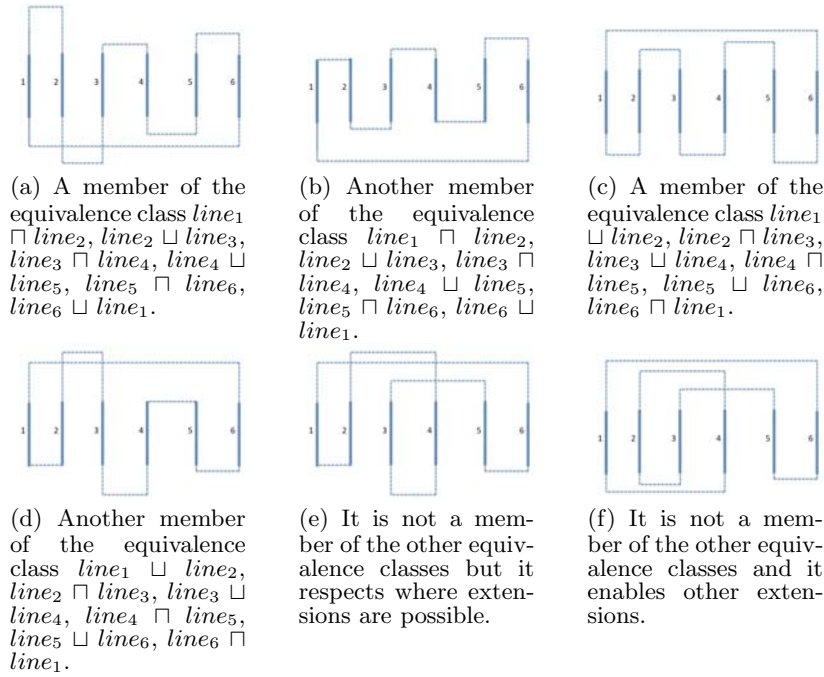 1 2 3 4 5 6
1 2 3 4 5 6
1 2 3 4 5 6
(a) A member of the
equivalence class line₁
⊓ line₂, line₂ ⊔ line₃,
line₃ ⊓ line₄, line₄ ⊔
line₅, line₅ ⊓ line₆,
line₆ ⊔ line₁.
(b) Another member
of the equivalence
class line₁ ⊓ line₂,
line₂ ⊔ line₃, line₃ ⊓
line₄, line₄ ⊔ line₅,
line₅ ⊓ line₆, line₆ ⊔
line₁.
(c) A member of the
equivalence class line₁
⊔ line₂, line₂ ⊓ line₃,
line₃ ⊔ line₄, line₄ ⊓
line₅, line₅ ⊔ line₆,
line₆ ⊓ line₁.
1 2 3 4 5 6
1 2 3 4 5 6
1 2 3 4 5 6
(d) Another member
of the equivalence
class line₁ ⊔ line₂,
line₂ ⊓ line₃, line₃ ⊔
line₄, line₄ ⊓ line₅,
line₅ ⊔ line₆, line₆ ⊓
line₁.
(e) It is not a mem-
ber of the other equiv-
alence classes but it
respects where exten-
sions are possible.
(f) It is not a mem-
ber of the other equiv-
alence classes and it
enables other exten-
sions.